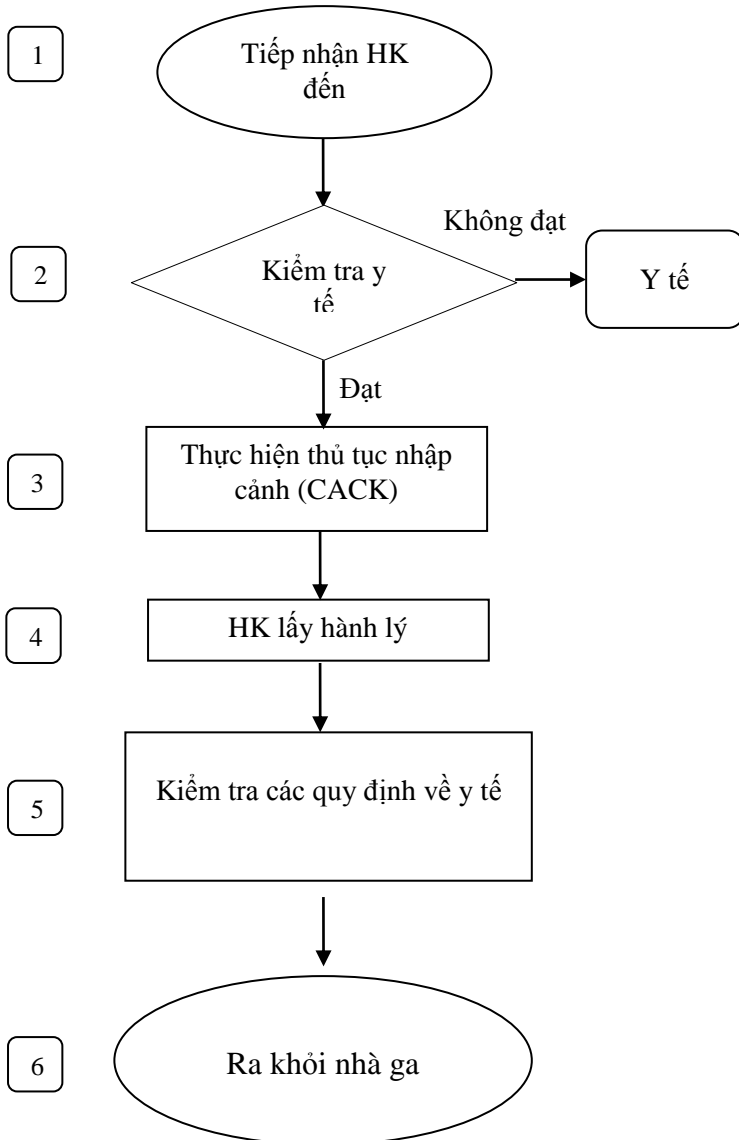 1
Tiếp nhận HK
đến
Không đạt
2
Kiểm tra y
tế
Y tế
Đạt
3
Thực hiện thủ tục nhập
cảnh (CACK)
4
HK lấy hành lý
5
Kiểm tra các quy định về y tế
6
Ra khỏi nhà ga